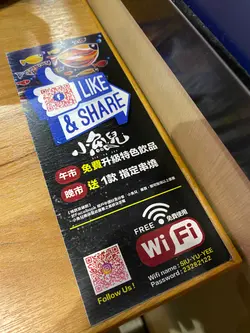 LIKE
& SHARE
小魚兒
午市 免費升級特色飲品
晚市 送1款 指定串燒
FREE 免費使用
WiFi
Wifi name: SIU-YU-YEE
Password: 23282122
Follow Us !